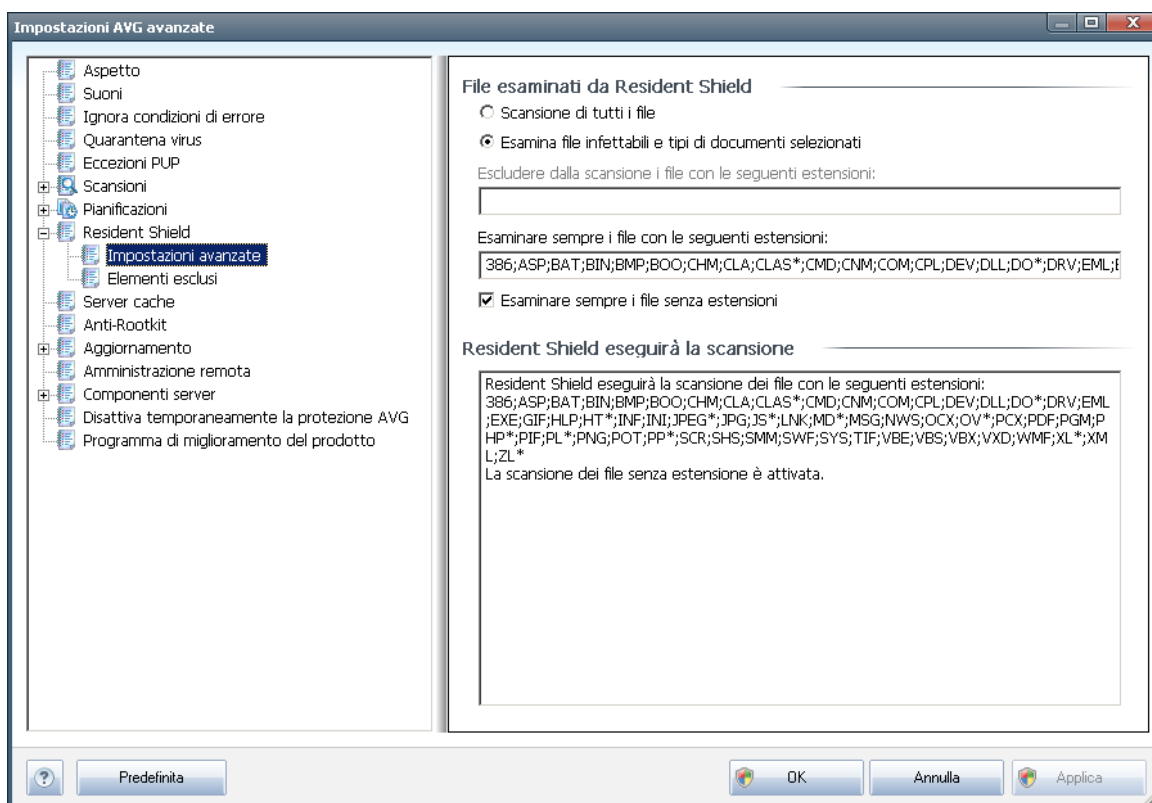 Impostazioni AVG avanzate
Aspetto
Suoni
Ignora condizioni di errore
Quarantena virus
Eccezioni PUP
Scansioni
Pianificazioni
Resident Shield
Impostazioni avanzate
Elementi esclusi
Server cache
Anti-Rootkit
Aggiornamento
Amministrazione remota
Componenti server
Disattiva temporaneamente la protezione AVG
Programma di miglioramento del prodotto
File esaminati da Resident Shield
Scansione di tutti i file
Esamina file infettabili e tipi di documenti selezionati
Escludere dalla scansione i file con le seguenti estensioni:
Esaminare sempre i file con le seguenti estensioni:
386;ASP;BAT;BIN;BMP;BOO;CHM;CLA;CLAS*;CMD;CNM;COM;CPL;DEV;DLL;DO*;DRV;EML;E
Esaminare sempre i file senza estensioni
Resident Shield eseguirà la scansione
Resident Shield eseguirà la scansione dei file con le seguenti estensioni:
386;ASP;BAT;BIN;BMP;BOO;CHM;CLA;CLAS*;CMD;CNM;COM;CPL;DEV;DLL;DO*;DRV;EML
;EXE;GIF;HLP;HT*;INF;INI;JPEG*;JPG;JS*;LNK;MD*;MSG;NWS;OCX;OV*;PCX;PDF;PGM;P
HP*;PIF;PL*;PNG;POT;PP*;SCR;SHS;SMM;SWF;SYS;TIF;VBE;VBS;VBX;VXD;WMF;XL*;XM
L;ZL*
La scansione dei file senza estensione è attivata.
?
Predefinita
OK
Annulla
Applica